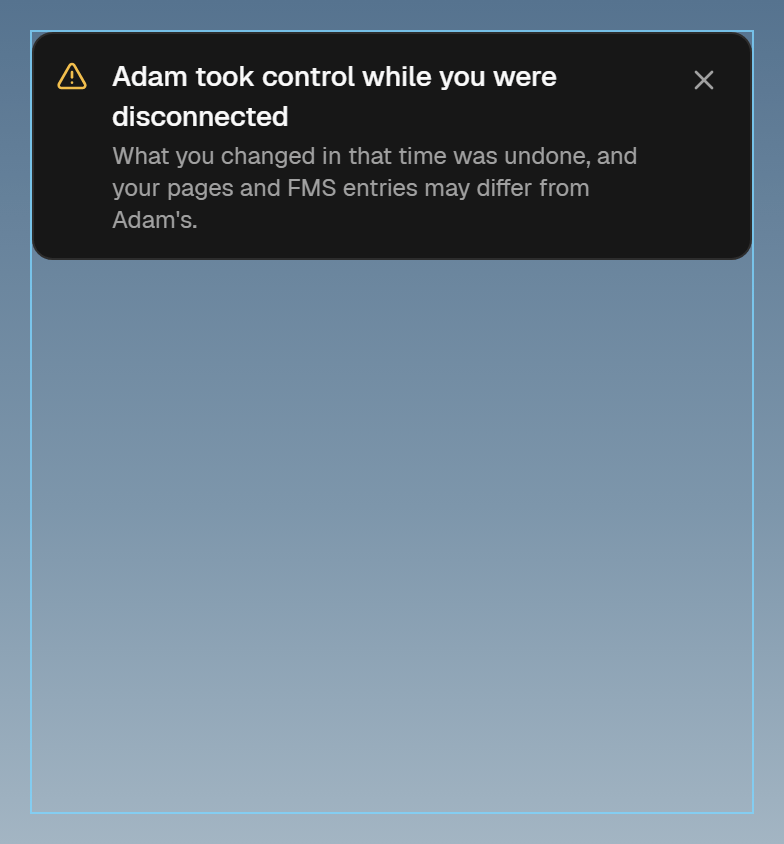 Adam took control while you were
disconnected
What you changed in that time was undone, and
your pages and FMS entries may differ from
Adam's.